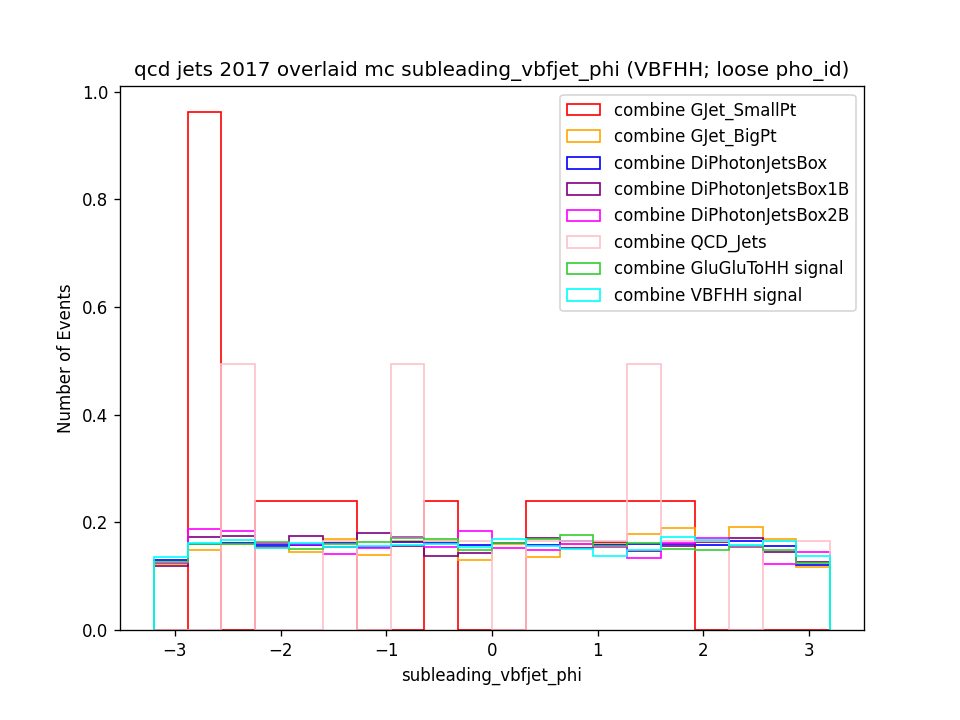 qcd jets 2017 overlaid mc subleading_vbfjet_phi (VBFHH; loose pho_id)
1.0
0.8
0.6
0.4
0.2
0.0
Number of Events
combine GJet_SmallPt
combine GJet_BigPt
combine DiPhotonJetsBox
combine DiPhotonJetsBox1B
combine DiPhotonJetsBox2B
combine QCD_Jets
combine GluGluToHH signal
combine VBFHH signal
−3 −2 −1 0 1 2 3
subleading_vbfjet_phi